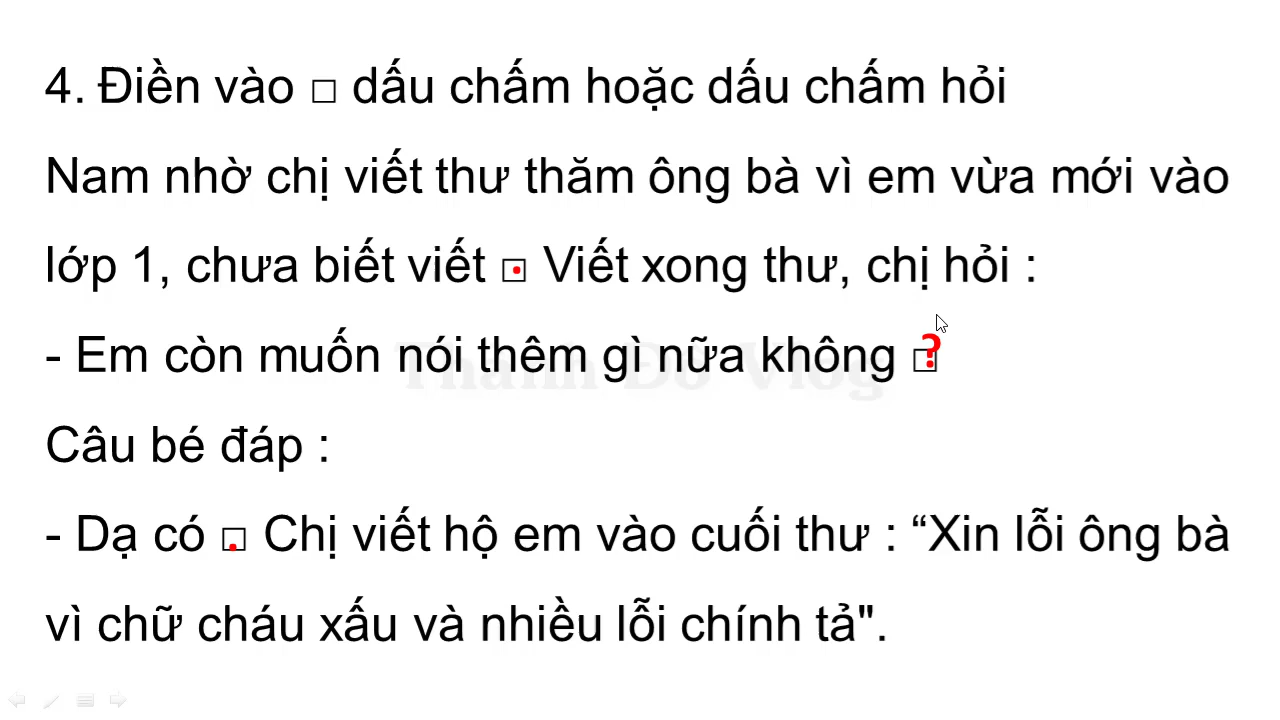 4. Điền vào □ dấu chấm hoặc dấu chấm hỏi
Nam nhờ chị viết thư thăm ông bà vì em vừa mới vào
lớp 1, chưa biết viết □. Viết xong thư, chị hỏi :
- Em còn muốn nói thêm gì nữa không □?
Thanh Đỗ Vlog
Câu bé đáp :
- Dạ có □. Chị viết hộ em vào cuối thư : “Xin lỗi ông bà
vì chữ cháu xấu và nhiều lỗi chính tả".